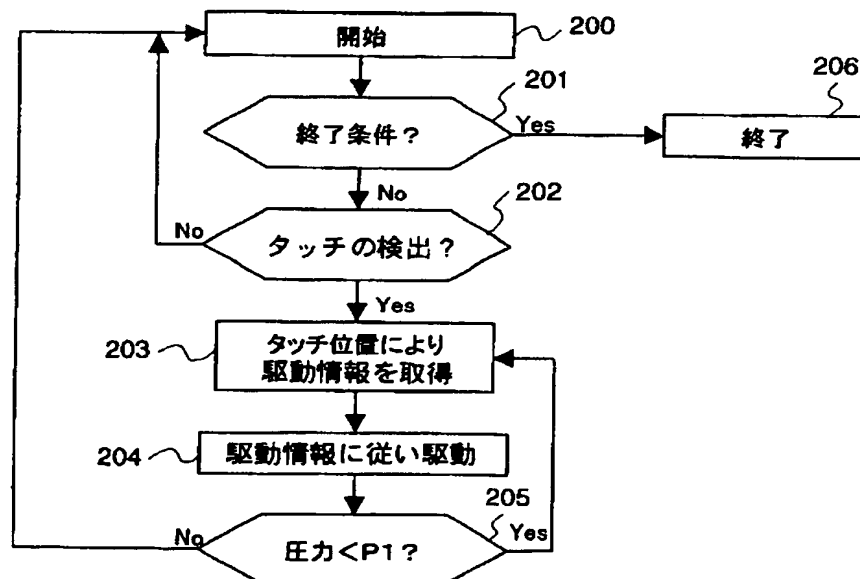 開始
200
201
206
終了条件?
Yes
終了
No
202
No
タッチの検出?
Yes
203
タッチ位置により
駆動情報を取得
204
駆動情報に従い駆動
205
No
圧力<P1?
Yes